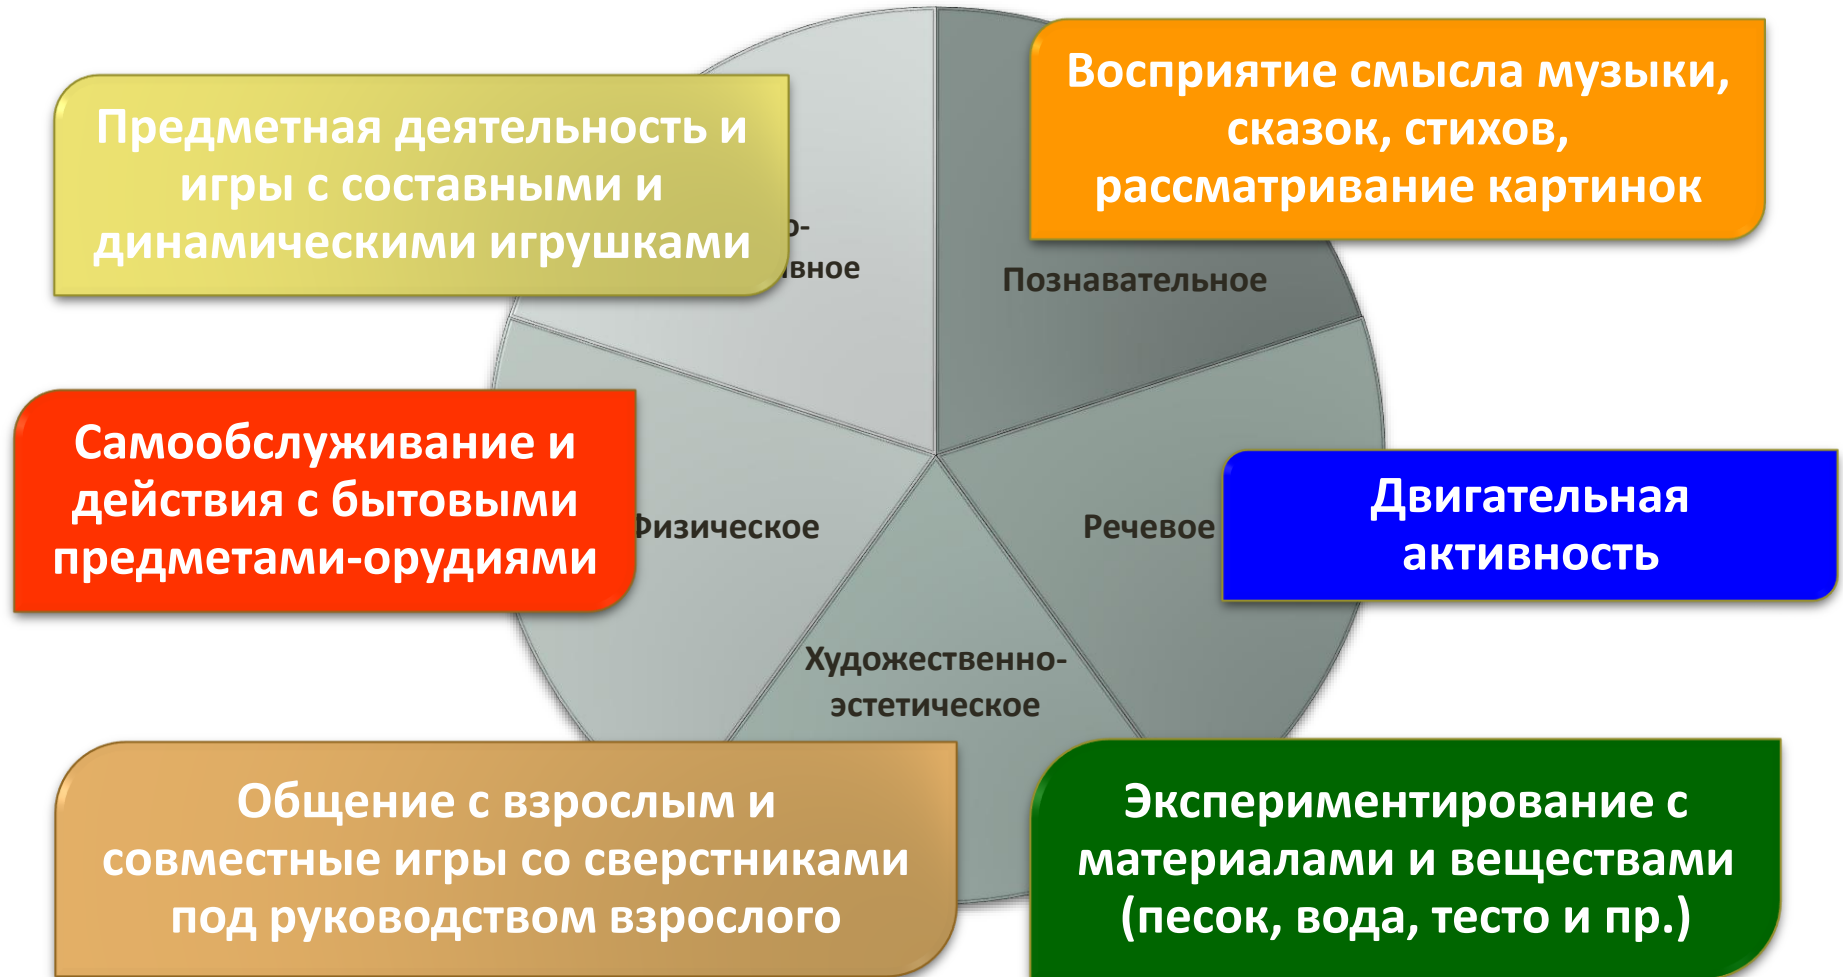 Предметная деятельность и
игры с составными и
динамическими игрушками
Восприятие смысла музыки,
сказок, стихов,
рассматривание картинок
Познавательное
Самообслуживание и
действия с бытовыми
предметами-орудиями
Физическое
Речевое
Двигательная
активность
Художественно-
эстетическое
Общение с взрослым и
совместные игры со сверстниками
под руководством взрослого
Экспериментирование с
материалами и веществами
(песок, вода, тесто и пр.)